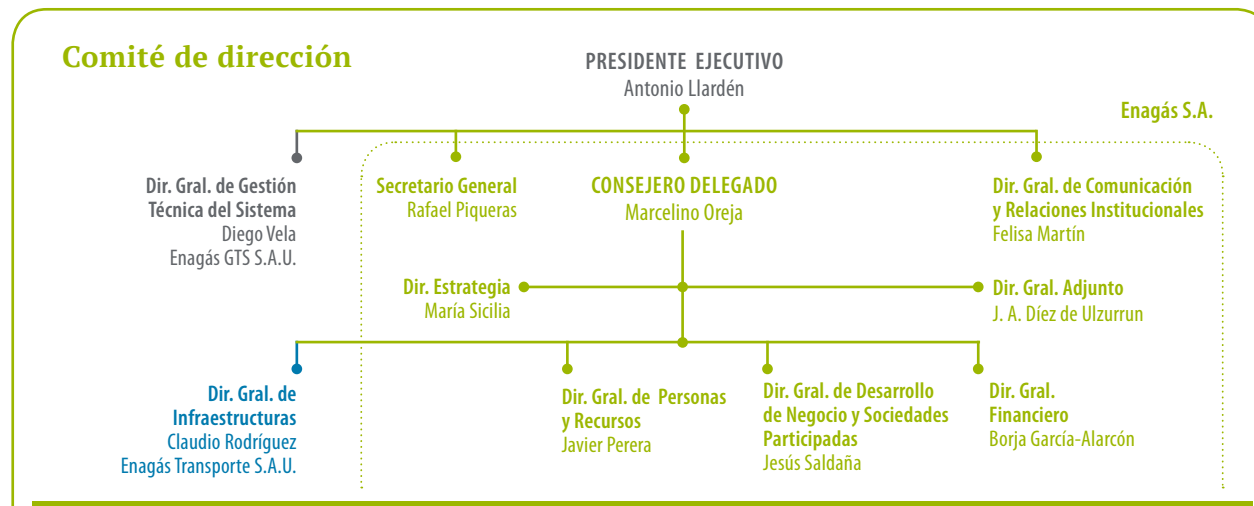 Comité de dirección
PRESIDENTE EJECUTIVO
Antonio Llardén
Enagás S.A.
Dir. Gral. de Gestión
Técnica del Sistema
Diego Vela
Enagás GTS S.A.U.
Secretario General
Rafael Piqueras
CONSEJERO DELEGADO
Marcelino Oreja
Dir. Gral. de Comunicación
y Relaciones Institucionales
Felisa Martín
Dir. Estrategia
María Sicilia
Dir. Gral. Adjunto
J. A. Díez de Ulzurrun
Dir. Gral. de
Infraestructuras
Claudio Rodríguez
Enagás Transporte S.A.U.
Dir. Gral. de Personas
y Recursos
Javier Perera
Dir. Gral. de Desarrollo
de Negocio y Sociedades
Participadas
Jesús Saldaña
Dir. Gral.
Financiero
Borja García-Alarcón